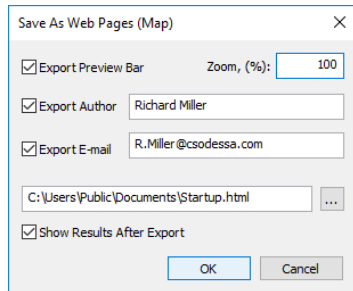 Save As Web Pages (Map)
Export Preview Bar Zoom, (%): 100
Export Author Richard Miller
Export E-mail R.Miller@csodessa.com
C:\Users\Public\Documents\Startup.html ...
Show Results After Export
OK Cancel